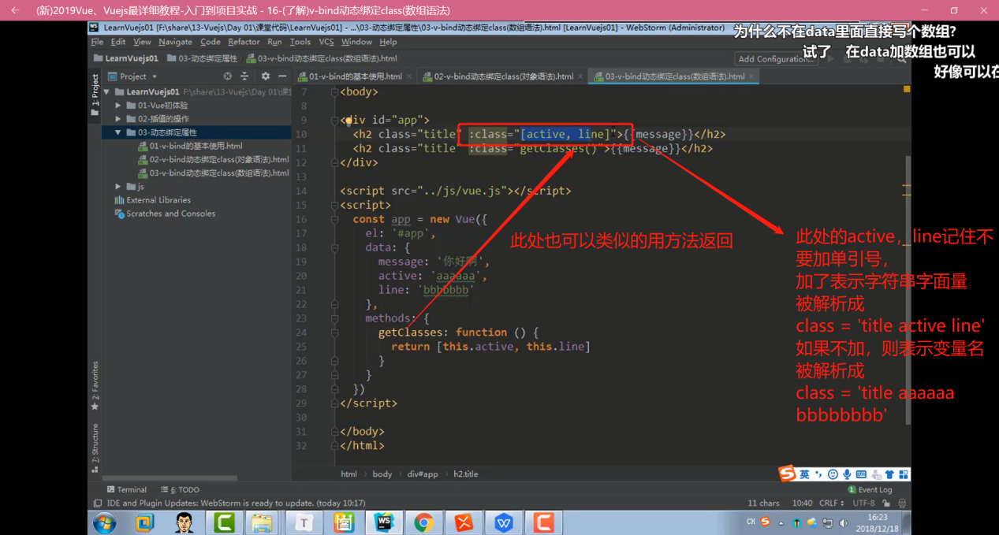 (新)2019Vue、Vuejs最详细教程-入门到项目实战 - 16-(了解)v-bind动态绑定class(数组语法)
LearnVuejs01 [F:\share\13-Vuejs\Day 01\课堂代码\LearnVuejs01] - ...\03-动态绑定属性\03-v-bind动态绑定class(数组语法).html [LearnVuejs01] - WebStorm (Administrator)
为什么不在data里面直接写个数组?
File Edit View Navigate Code Refactor Run Tools VCS Window Help
试了 在data加数组也可以
LearnVuejs01 03-动态绑定属性 03-v-bind动态绑定class(数组语法).html
Add Configuration...
好像可以在
Project
01-v-bind的基本使用.html
02-v-bind动态绑定class(对象语法).html
03-v-bind动态绑定class(数组语法).html
1: Project
LearnVuejs01 F:\share\13-Vuejs\Day 01\课
01-Vue初体验
02-插值的操作
03-动态绑定属性
01-v-bind的基本使用.html
02-v-bind动态绑定class(对象语法).html
03-v-bind动态绑定class(数组语法).html
js
External Libraries
Scratches and Consoles
7 <body>
8
9 <div id="app">
10 <h2 class="title" :class="[active, line]">{{message}}</h2>
11 <h2 class="title" :class="getClasses()">{{message}}</h2>
12 </div>
13
14 <script src="../js/vue.js"></script>
15 <script>
16 const app = new Vue({
17 el: '#app',
18 data: {
19 message: '你好啊',
20 active: 'aaaaaa',
21 line: 'bbbbbbb'
22 },
23 methods: {
24 getClasses: function () {
25 return [this.active, this.line]
26 }
27 }
28 })
29 </script>
30
31 </body>
32 </html>
此处也可以类似的用方法返回
此处的active，line记住不
要加单引号,
加了表示字符串字面量
被解析成
class = 'title active line'
如果不加，则表示变量名
被解析成
class = 'title aaaaaa
bbbbbbbb'
2: Favorites
7: Structure
html body div#app h2.title
英
Terminal 6: TODO
1 Event Log
IDE and Plugin Updates: WebStorm is ready to update. (today 10:17)
11 chars 10:40 CRLF UTF-8
CK
16:23
2018/12/18